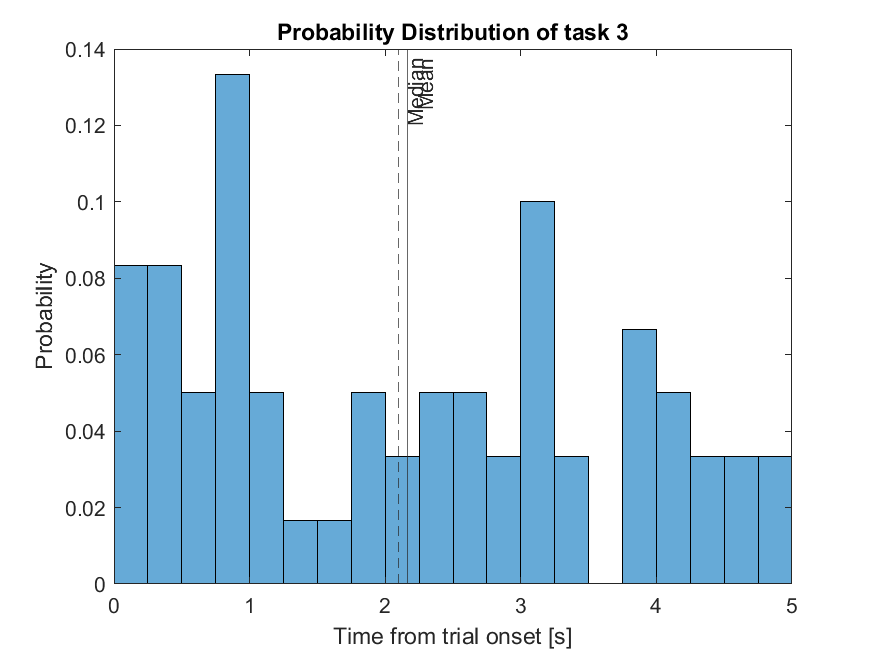 Probability Distribution of task 3
0.14
0.12
0.1
0.08
0.06
0.04
0.02
0
Probability
Median
Mean
0 1 2 3 4 5
Time from trial onset [s]